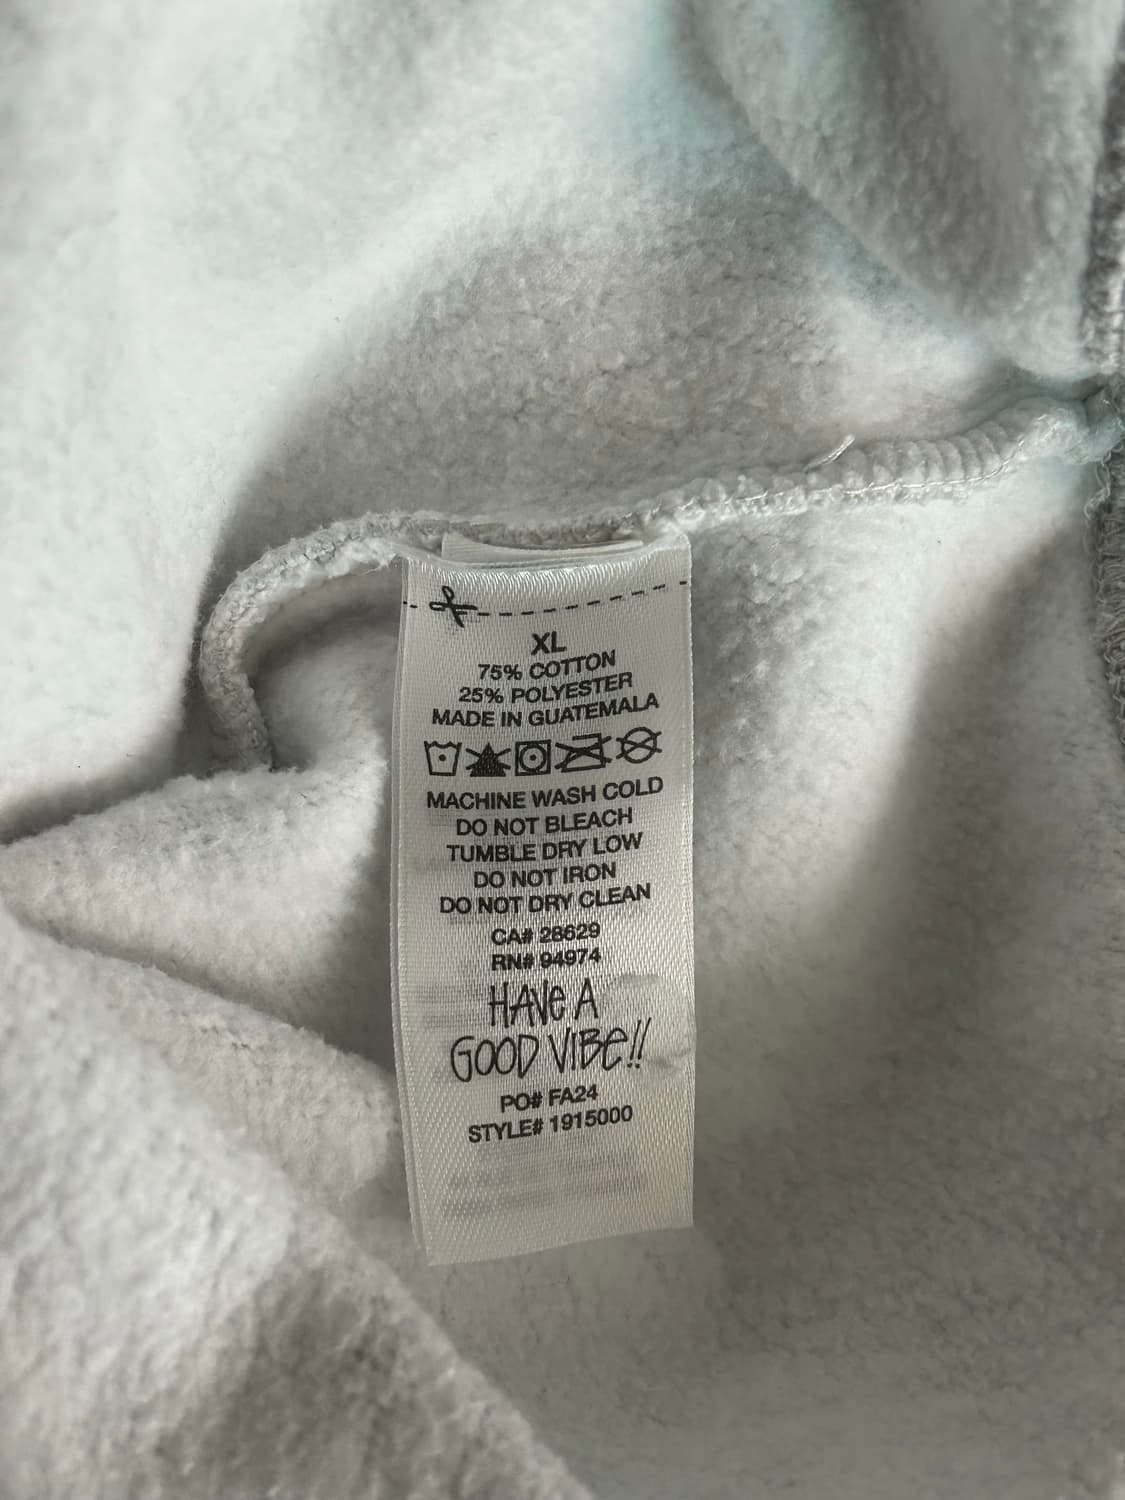 XL
75% COTTON
25% POLYESTER
MADE IN GUATEMALA
MACHINE WASH COLD
DO NOT BLEACH
TUMBLE DRY LOW
DO NOT IRON
DO NOT DRY CLEAN
CA# 28629
RN# 94974
HAVe A
GOOD VIBe!!
PO# FA24
STYLE# 1915000